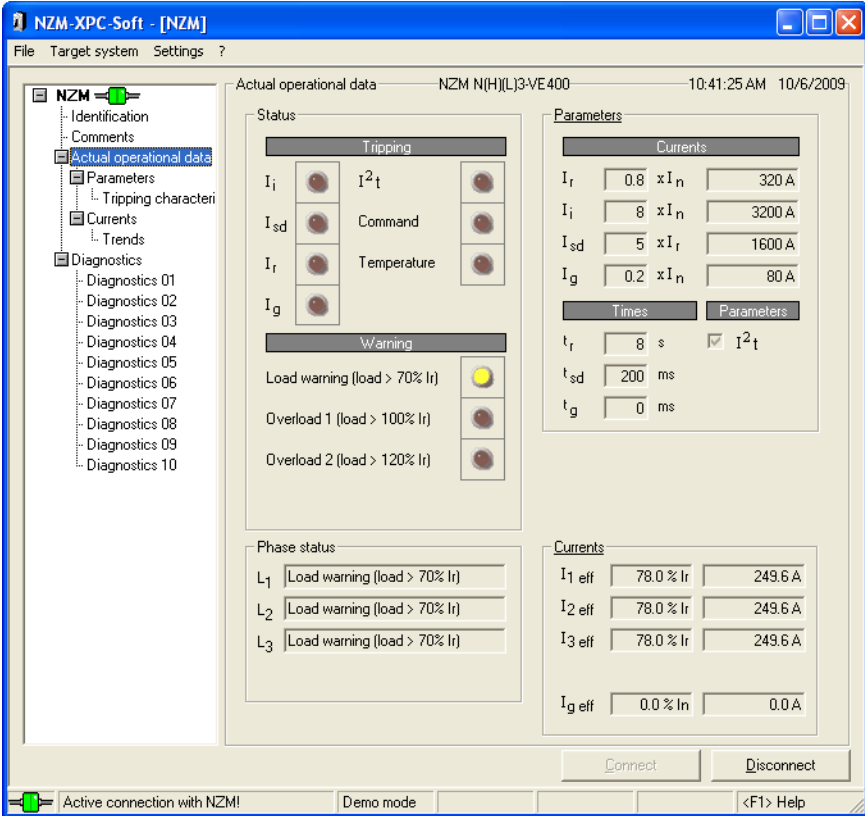 NZM-XPC-Soft - [NZM]
File Target system Settings ?
NZM
Identification
Comments
Actual operational data
Parameters
Tripping characteri
Currents
Trends
Diagnostics
Diagnostics 01
Diagnostics 02
Diagnostics 03
Diagnostics 04
Diagnostics 05
Diagnostics 06
Diagnostics 07
Diagnostics 08
Diagnostics 09
Diagnostics 10
Actual operational data NZM N(H)(L)3-VE400 10:41:25 AM 10/6/2009
Status
Tripping
Ii I²t
Isd Command
Ir Temperature
Ig
Warning
Load warning (load > 70% Ir)
Overload 1 (load > 100% Ir)
Overload 2 (load > 120% Ir)
Parameters
Currents
Ir 0.8 xIn 320 A
Ii 8 xIn 3200 A
Isd 5 xIr 1600 A
Ig 0.2 xIn 80 A
Times Parameters
tr 8 s I²t
tsd 200 ms
tg 0 ms
Phase status
L1 Load warning (load > 70% Ir)
L2 Load warning (load > 70% Ir)
L3 Load warning (load > 70% Ir)
Currents
I1 eff 78.0 % Ir 249.6 A
I2 eff 78.0 % Ir 249.6 A
I3 eff 78.0 % Ir 249.6 A
Ig eff 0.0 % In 0.0 A
Connect Disconnect
Active connection with NZM! Demo mode <F1> Help